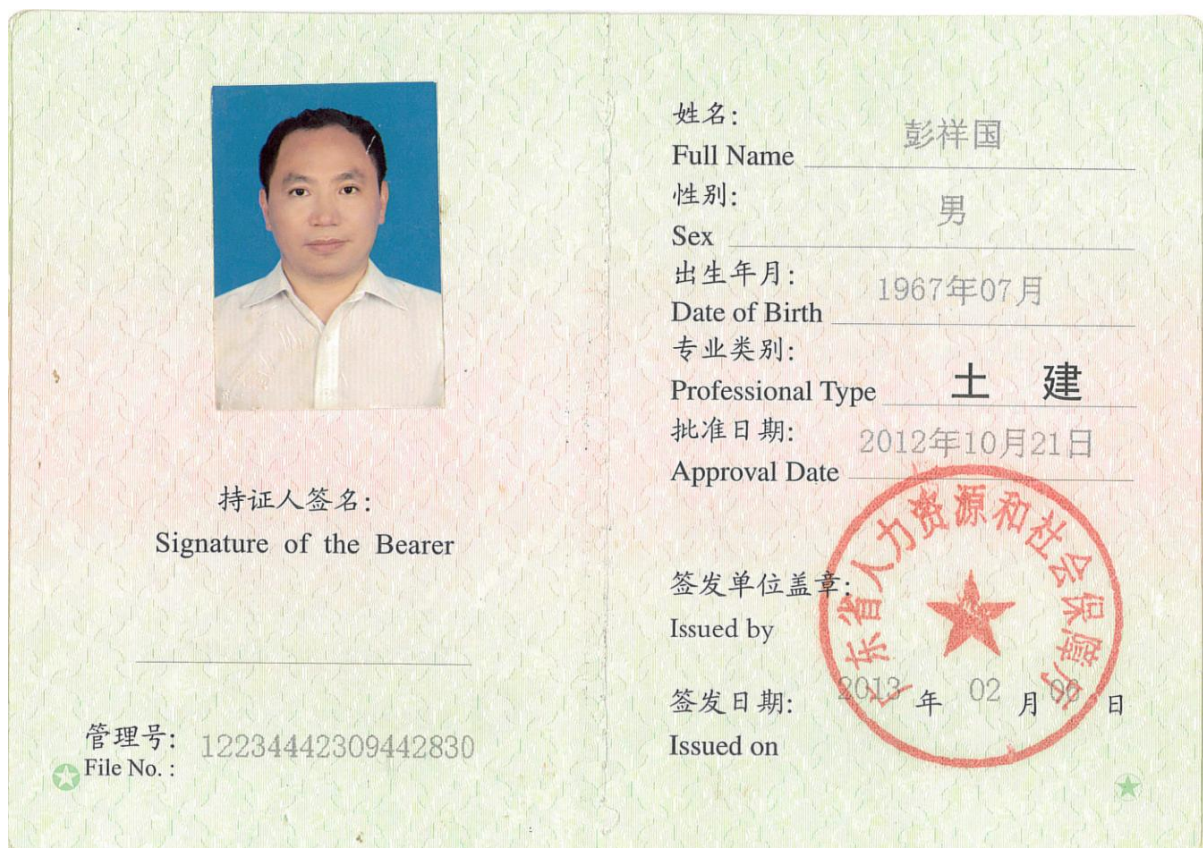 持证人签名:
Signature of the Bearer
管理号: 12234442309442830
File No. :
姓名:
Full Name 彭祥国
性别:
Sex 男
出生年月:
Date of Birth 1967年07月
专业类别:
Professional Type 土 建
批准日期:
Approval Date 2012年10月21日
签发单位盖章:
Issued by
广东省人力资源和社会保障厅
签发日期: 2013 年 02 月 06 日
Issued on